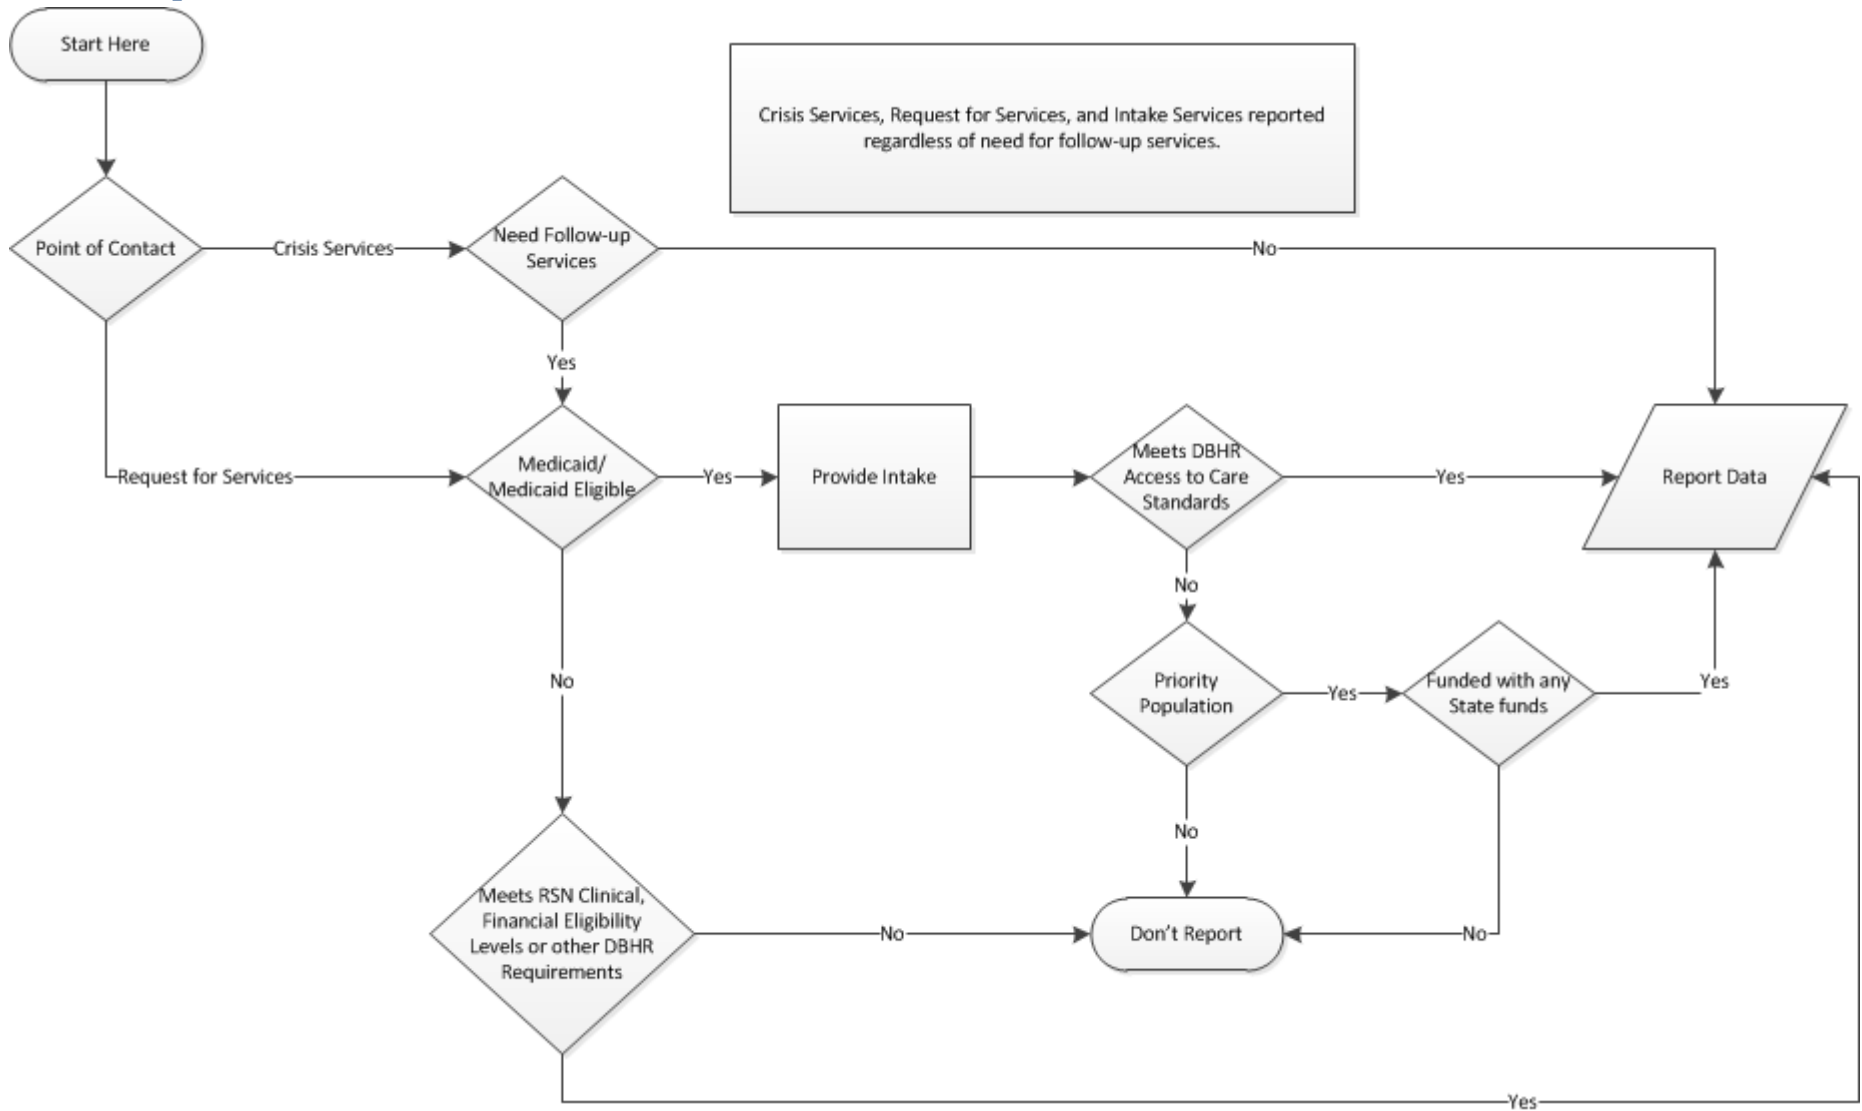 Start Here
Crisis Services, Request for Services, and Intake Services reported
regardless of need for follow-up services.
Point of Contact
Crisis Services
Need Follow-up
Services
No
Yes
Request for Services
Medicaid/
Medicaid Eligible
Yes
Provide Intake
Meets DBHR
Access to Care
Standards
Yes
Report Data
No
No
Priority
Population
Yes
Funded with any
State funds
Yes
No
Meets RSN Clinical,
Financial Eligibility
Levels or other DBHR
Requirements
No
Don't Report
No
Yes